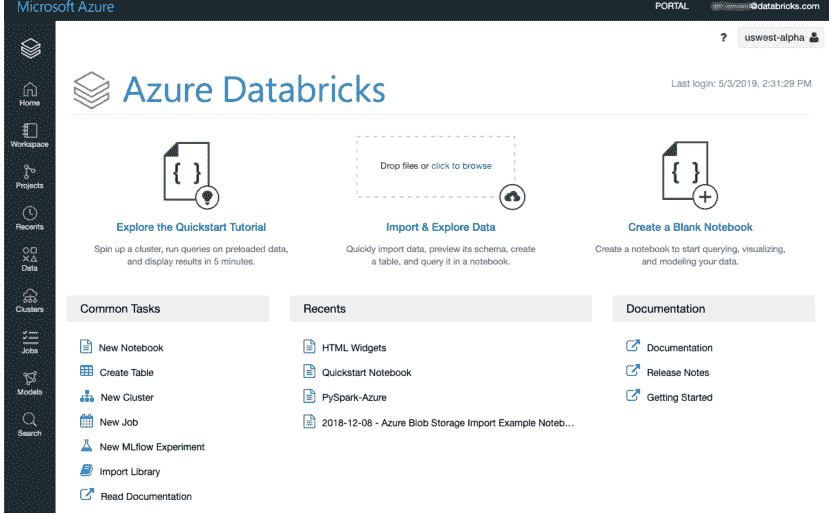 Microsoft Azure
PORTAL
@databricks.com
? uswest-alpha
Azure Databricks
Last login: 5/3/2019, 2:31:29 PM
Home
Workspace
Projects
Recents
Data
Clusters
Jobs
Models
Search
{ }
Explore the Quickstart Tutorial
Spin up a cluster, run queries on preloaded data,
and display results in 5 minutes.
Drop files or click to browse
Import & Explore Data
Quickly import data, preview its schema, create
a table, and query it in a notebook.
{ }
Create a Blank Notebook
Create a notebook to start querying, visualizing,
and modeling your data.
Common Tasks
New Notebook
Create Table
New Cluster
New Job
New MLflow Experiment
Import Library
Read Documentation
Recents
HTML Widgets
Quickstart Notebook
PySpark-Azure
2018-12-08 - Azure Blob Storage Import Example Noteb...
Documentation
Documentation
Release Notes
Getting Started